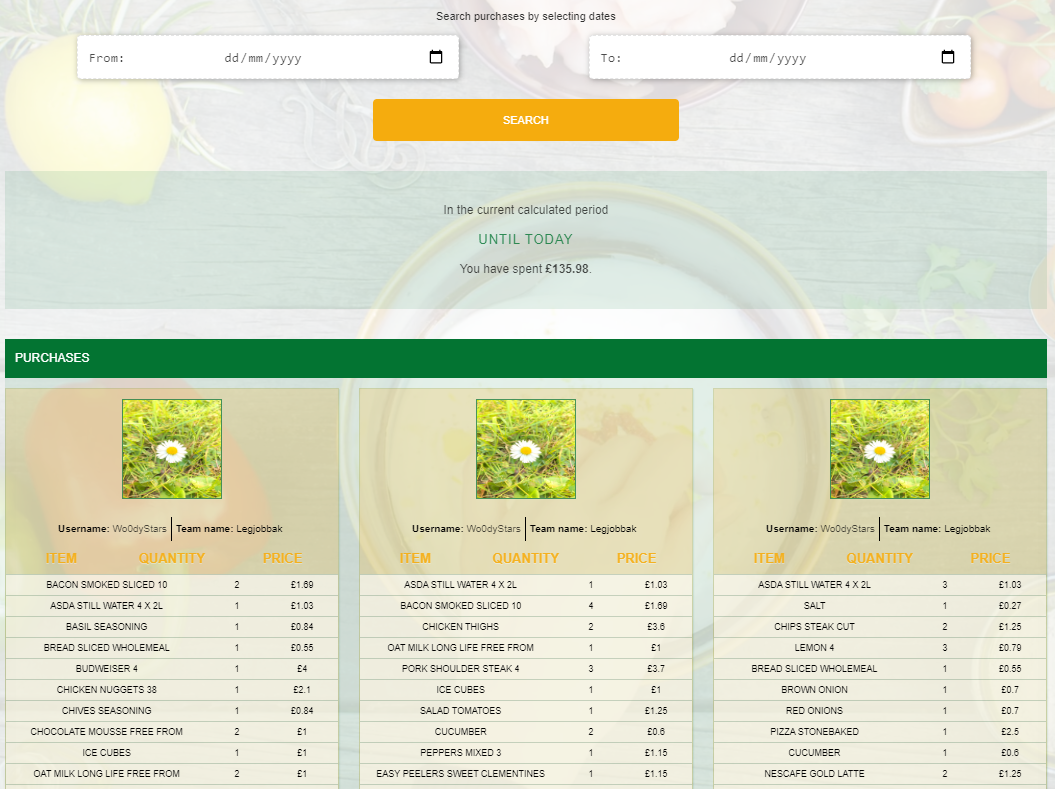 Search purchases by selecting dates
From: dd/mm/yyyy
To: dd/mm/yyyy
SEARCH
In the current calculated period
UNTIL TODAY
You have spent £135.98.
PURCHASES
Username: Wo0dyStars Team name: Legjobbak
ITEM QUANTITY PRICE
BACON SMOKED SLICED 10 2 £1.69
ASDA STILL WATER 4 X 2L 1 £1.03
BASIL SEASONING 1 £0.84
BREAD SLICED WHOLEMEAL 1 £0.55
BUDWEISER 4 1 £4
CHICKEN NUGGETS 38 1 £2.1
CHIVES SEASONING 1 £0.84
CHOCOLATE MOUSSE FREE FROM 2 £1
ICE CUBES 1 £1
OAT MILK LONG LIFE FREE FROM 2 £1
Username: Wo0dyStars Team name: Legjobbak
ITEM QUANTITY PRICE
ASDA STILL WATER 4 X 2L 1 £1.03
BACON SMOKED SLICED 10 4 £1.69
CHICKEN THIGHS 2 £3.6
OAT MILK LONG LIFE FREE FROM 1 £1
PORK SHOULDER STEAK 4 3 £3.7
ICE CUBES 1 £1
SALAD TOMATOES 1 £1.25
CUCUMBER 2 £0.6
PEPPERS MIXED 3 1 £1.15
EASY PEELERS SWEET CLEMENTINES 1 £1.15
Username: Wo0dyStars Team name: Legjobbak
ITEM QUANTITY PRICE
ASDA STILL WATER 4 X 2L 3 £1.03
SALT 1 £0.27
CHIPS STEAK CUT 2 £1.25
LEMON 4 3 £0.79
BREAD SLICED WHOLEMEAL 1 £0.55
BROWN ONION 1 £0.7
RED ONIONS 1 £0.7
PIZZA STONEBAKED 1 £2.5
CUCUMBER 1 £0.6
NESCAFE GOLD LATTE 2 £1.25